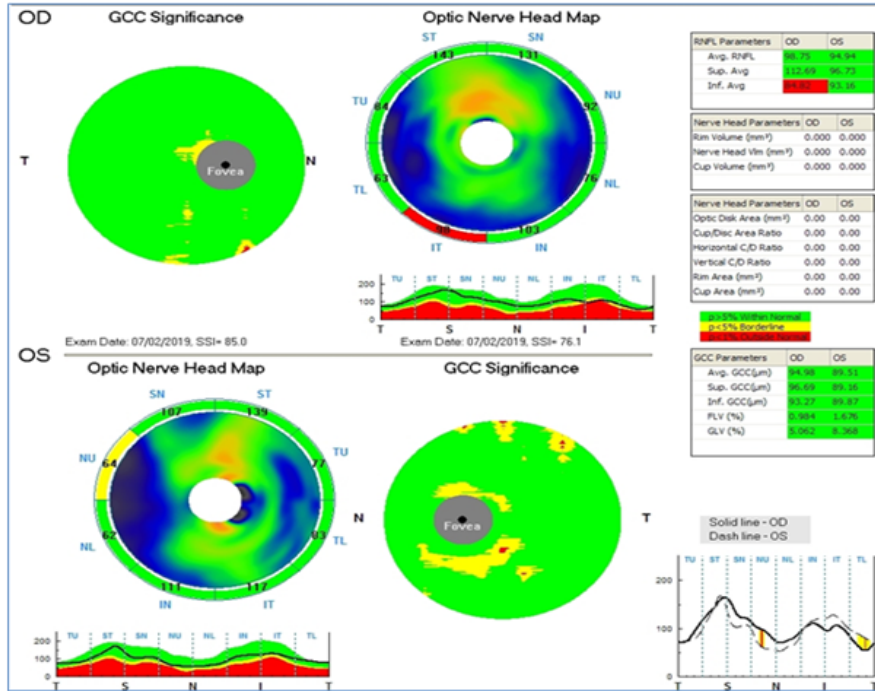 OD
GCC Significance
Optic Nerve Head Map
ST SN
143 131
TU NU
84 92
T Fovea N
63 76
TL NL
98 103
IT IN
TU ST SN NU NL IN IT TL
200
100
0
T S N I T
Exam Date: 07/02/2019, SSI= 85.0
Exam Date: 07/02/2019, SSI= 76.1
RNFL Parameters OD OS
Avg. RNFL 98.75 94.94
Sup. Avg 112.69 96.73
Inf. Avg 93.16
Nerve Head Parameters OD OS
Rim Volume (mm³) 0.000 0.000
Nerve Head Vlm (mm³) 0.000 0.000
Cup Volume (mm³) 0.000 0.000
Nerve Head Parameters OD OS
Optic Disk Area (mm²) 0.00 0.00
Cup/Disc Area Ratio 0.00 0.00
Horizontal C/D Ratio 0.00 0.00
Vertical C/D Ratio 0.00 0.00
Rim Area (mm²) 0.00 0.00
Cup Area (mm²) 0.00 0.00
p>5% Within Normal
p<5% Borderline
p<1% Outside Normal
GCC Parameters OD OS
Avg. GCC(µm) 94.98 89.51
Sup. GCC(µm) 96.69 89.16
Inf. GCC(µm) 93.27 89.87
FLV (%) 0.984 1.676
GLV (%) 5.062 8.368
OS
Optic Nerve Head Map
GCC Significance
SN ST
107 139
NU TU
64 77
N Fovea T
62 83
NL TL
111 117
IN IT
TU ST SN NU NL IN IT TL
200
100
0
T S N I T
Solid line - OD
Dash line - OS
TU ST SN NU NL IN IT TL
200
100
0
T S N I T